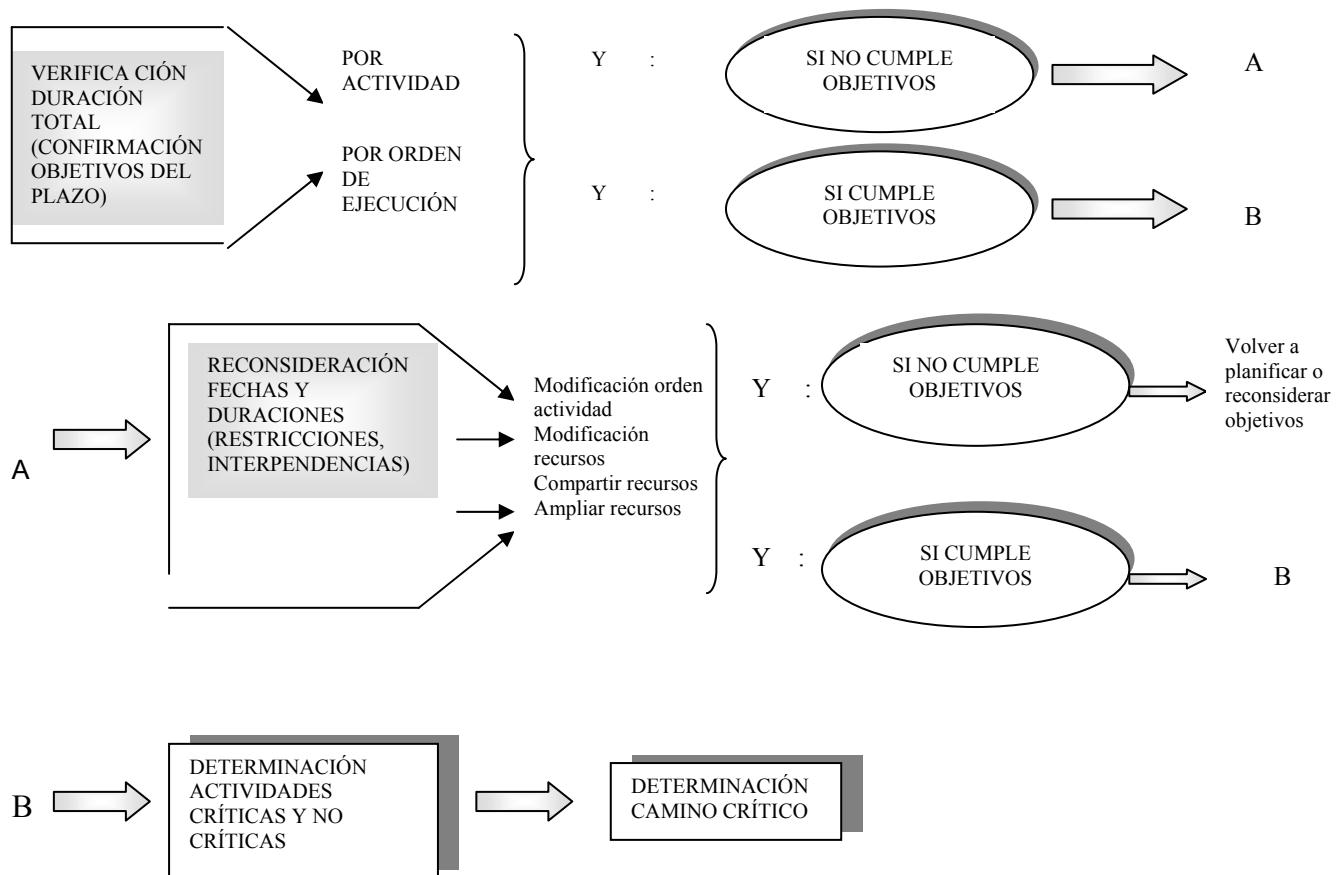 VERIFICA CIÓN
DURACIÓN
TOTAL
(CONFIRMACIÓN
OBJETIVOS DEL
PLAZO)
POR
ACTIVIDAD
POR ORDEN
DE
EJECUCIÓN
Y :
SI NO CUMPLE
OBJETIVOS
A
Y :
SI CUMPLE
OBJETIVOS
B
A
RECONSIDERACIÓN
FECHAS Y
DURACIONES
(RESTRICCIONES,
INTERPENDENCIAS)
Modificación orden
actividad
Modificación
recursos
Compartir recursos
Ampliar recursos
Y :
SI NO CUMPLE
OBJETIVOS
Volver a
planificar o
reconsiderar
objetivos
Y :
SI CUMPLE
OBJETIVOS
B
B
DETERMINACIÓN
ACTIVIDADES
CRÍTICAS Y NO
CRÍTICAS
DETERMINACIÓN
CAMINO CRÍTICO